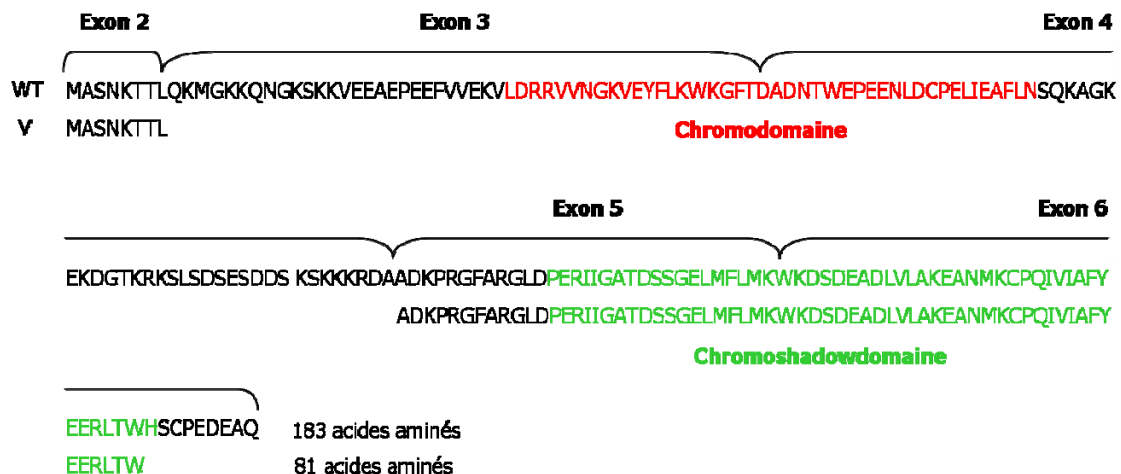 Exon 2 Exon 3 Exon 4
WT MASNKTTLQKMGKKQNGKSKKVEEAEPEEFVVEKVLDRRVVNGKVEYFLKWKGFTDADNTWEPEENLDCPELIEAFLNSQKAGK
V MASNKTTL
Chromodomaine
Exon 5 Exon 6
EKDGTKRKSLSDSESDDS KSKKKRDAADKPRGFARGLDPERIIGATDSSGELMFLMKWKDSDEADLVLAKEANMKCPQIVIAFY
ADKPRGFARGLDPERIIGATDSSGELMFLMKWKDSDEADLVLAKEANMKCPQIVIAFY
Chromoshadowdomaine
EERLTWHSCPEDEAQ 183 acides aminés
EERLTW 81 acides aminés